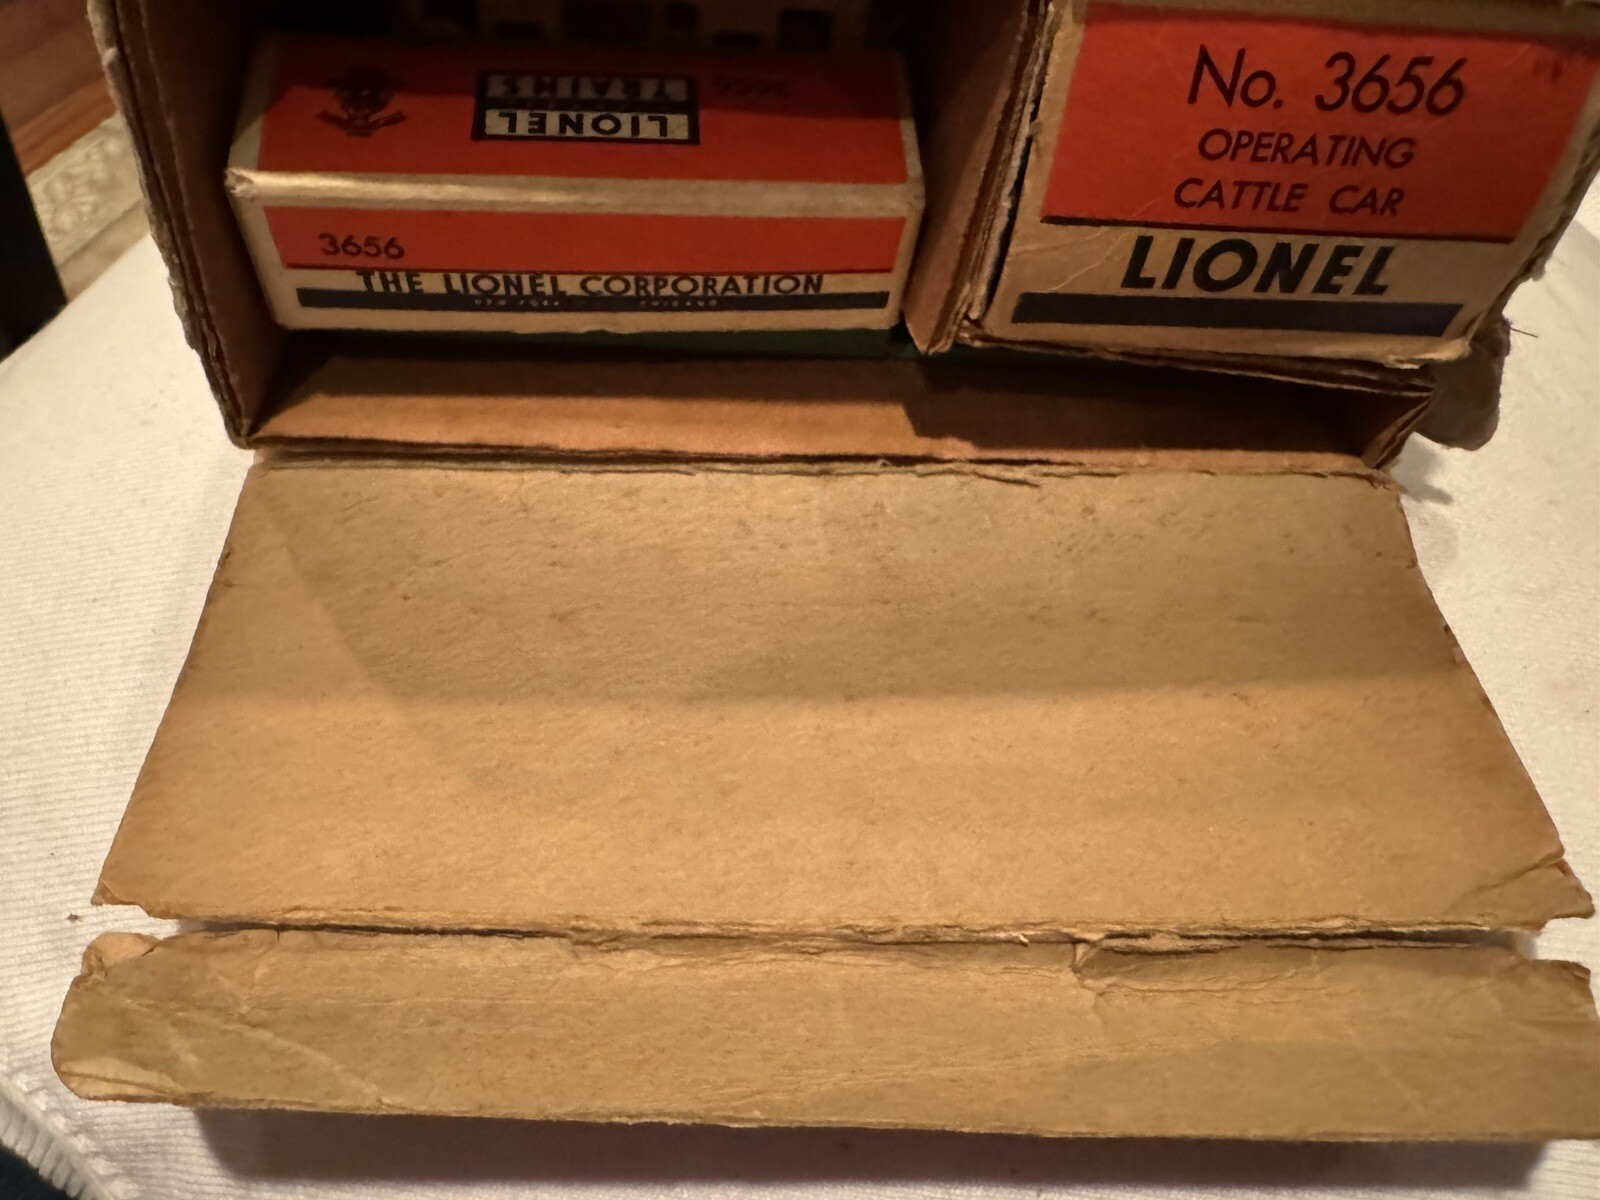 LIONEL
TRAINS
3656
THE LIONEL CORPORATION
No. 3656
OPERATING
CATTLE CAR
LIONEL